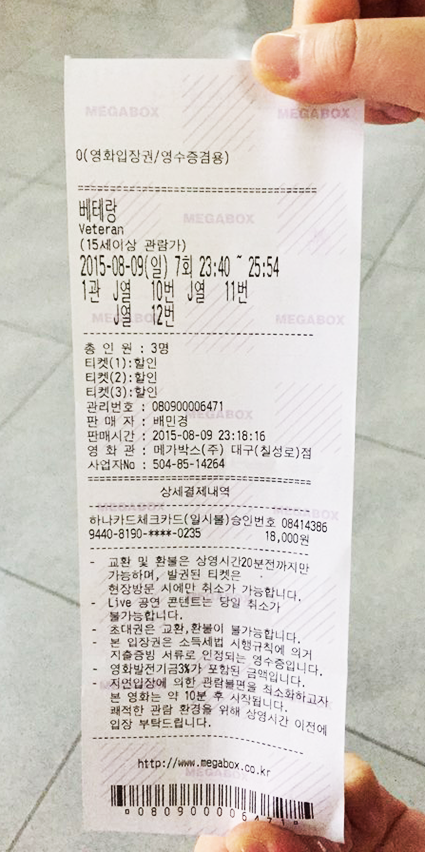 MEGABOX MEGABOX
O(영화입장권/영수증겸용)
베테랑
MEGABOX
Veteran
(15세이상 관람가)
2015-08-09(일) 7회 23:40 ~ 25:54
1관 J열 10번 J열 11번
J열 12번
MEGABOX
총 인 원 : 3명
티켓(1):할인
티켓(2):할인
티켓(3):할인
관리번호 : 080900006471
판 매 자 : 배민경
판매시간 : 2015-08-09 23:18:16
영 화 관 : 메가박스(주) 대구(칠성로)점
사업자No : 504-85-14264
상세결제내역
하나카드체크카드(일시불)승인번호 08414386
9440-8190-****-0235 18,000원
- 교환 및 환불은 상영시간20분전까지만
가능하며, 발권된 티켓은
현장방문 시에만 취소가 가능합니다.
- Live 공연 콘텐트는 당일 취소가
불가능합니다.
- 초대권은 교환,환불이 불가능합니다.
- 본 입장권은 소득세법 시행규칙에 의거
지출증빙 서류로 인정되는 영수증입니다.
- 영화발전기금3%가 포함된 금액입니다.
- 지연입장에 의한 관람불편을 최소화하고자
본 영화는 약 10분 후 시작됩니다.
쾌적한 관람 환경을 위해 상영시간 이전에
입장 부탁드립니다.
http://www.megabox.co.kr
MEGABOX
080900006471